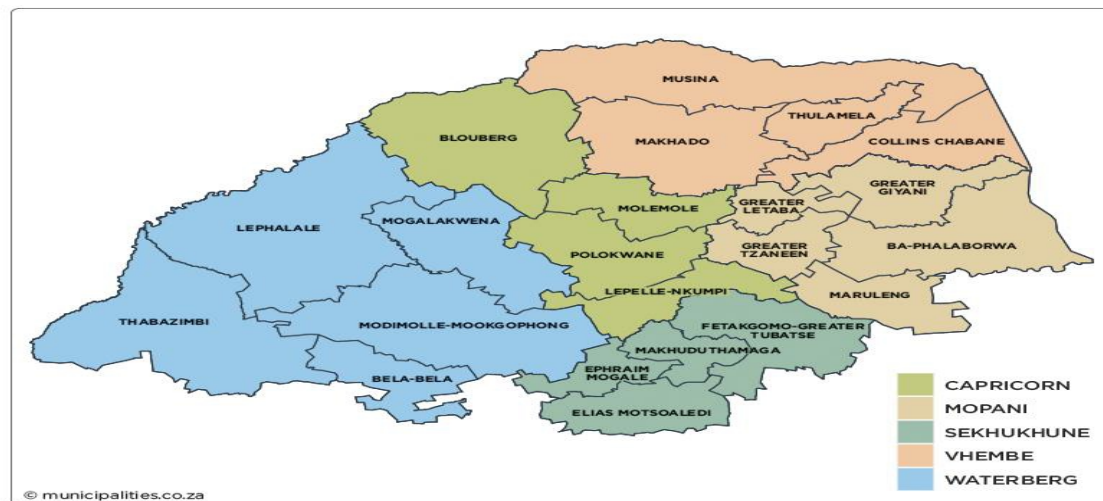 MUSINA
THULAMELA
BLOUBERG
MAKHADO
COLLINS CHABANE
GREATER
GIYANI
MOLEMOLE
GREATER
LETABA
LEPHALALE
MOGALAKWENA
POLOKWANE
GREATER
TZANEEN
BA-PHALABORWA
LEPELLE-NKUMPI
MARULENG
THABAZIMBI
MODIMOLLE-MOOKGOPHONG
FETAKGOMO-GREATER
TUBATSE
MAKHUDUTHAMAGA
EPHRAIM
MOGALE
BELA-BELA
ELIAS MOTSOALEDI
CAPRICORN
MOPANI
SEKHUKHUNE
VHEMBE
WATERBERG
© municipalities.co.za